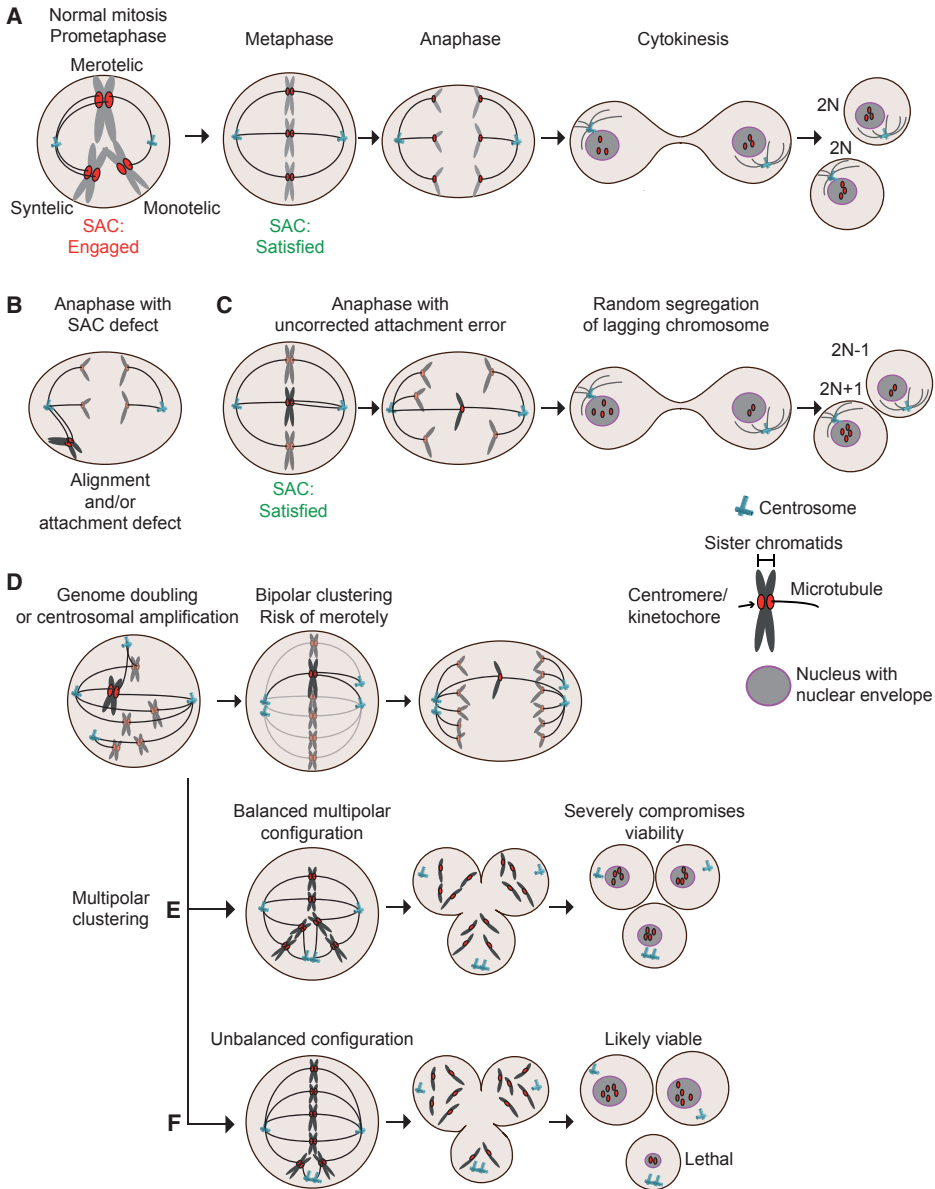 A
Normal mitosis
Prometaphase
Merotelic
Syntelic
Monotelic
SAC:
Engaged
Metaphase
SAC:
Satisfied
Anaphase
Cytokinesis
2N
2N
B
Anaphase with
SAC defect
Alignment
and/or
attachment defect
C
Anaphase with
uncorrected attachment error
SAC:
Satisfied
Random segregation
of lagging chromosome
2N-1
2N+1
Centrosome
Sister chromatids
Centromere/
kinetochore
Microtubule
Nucleus with
nuclear envelope
D
Genome doubling
or centrosomal amplification
Bipolar clustering
Risk of merotely
Multipolar
clustering
E
Balanced multipolar
configuration
Severely compromises
viability
F
Unbalanced configuration
Likely viable
Lethal